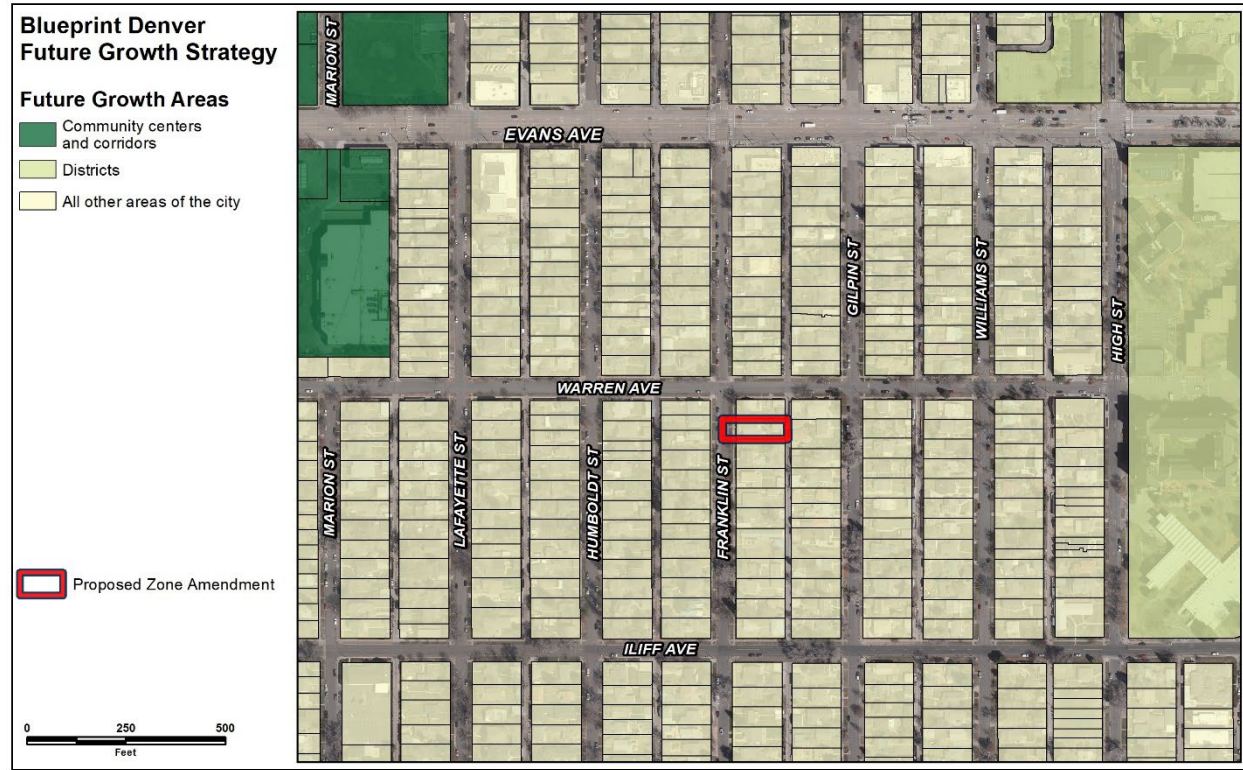 Blueprint Denver
Future Growth Strategy
Future Growth Areas
Community centers
and corridors
Districts
All other areas of the city
Proposed Zone Amendment
0 250 500
Feet
MARION ST
EVANS AVE
GILPIN ST
WILLIAMS ST
HIGH ST
WARREN AVE
MARION ST
LAFAYETTE ST
HUMBOLDT ST
FRANKLIN ST
ILIFF AVE